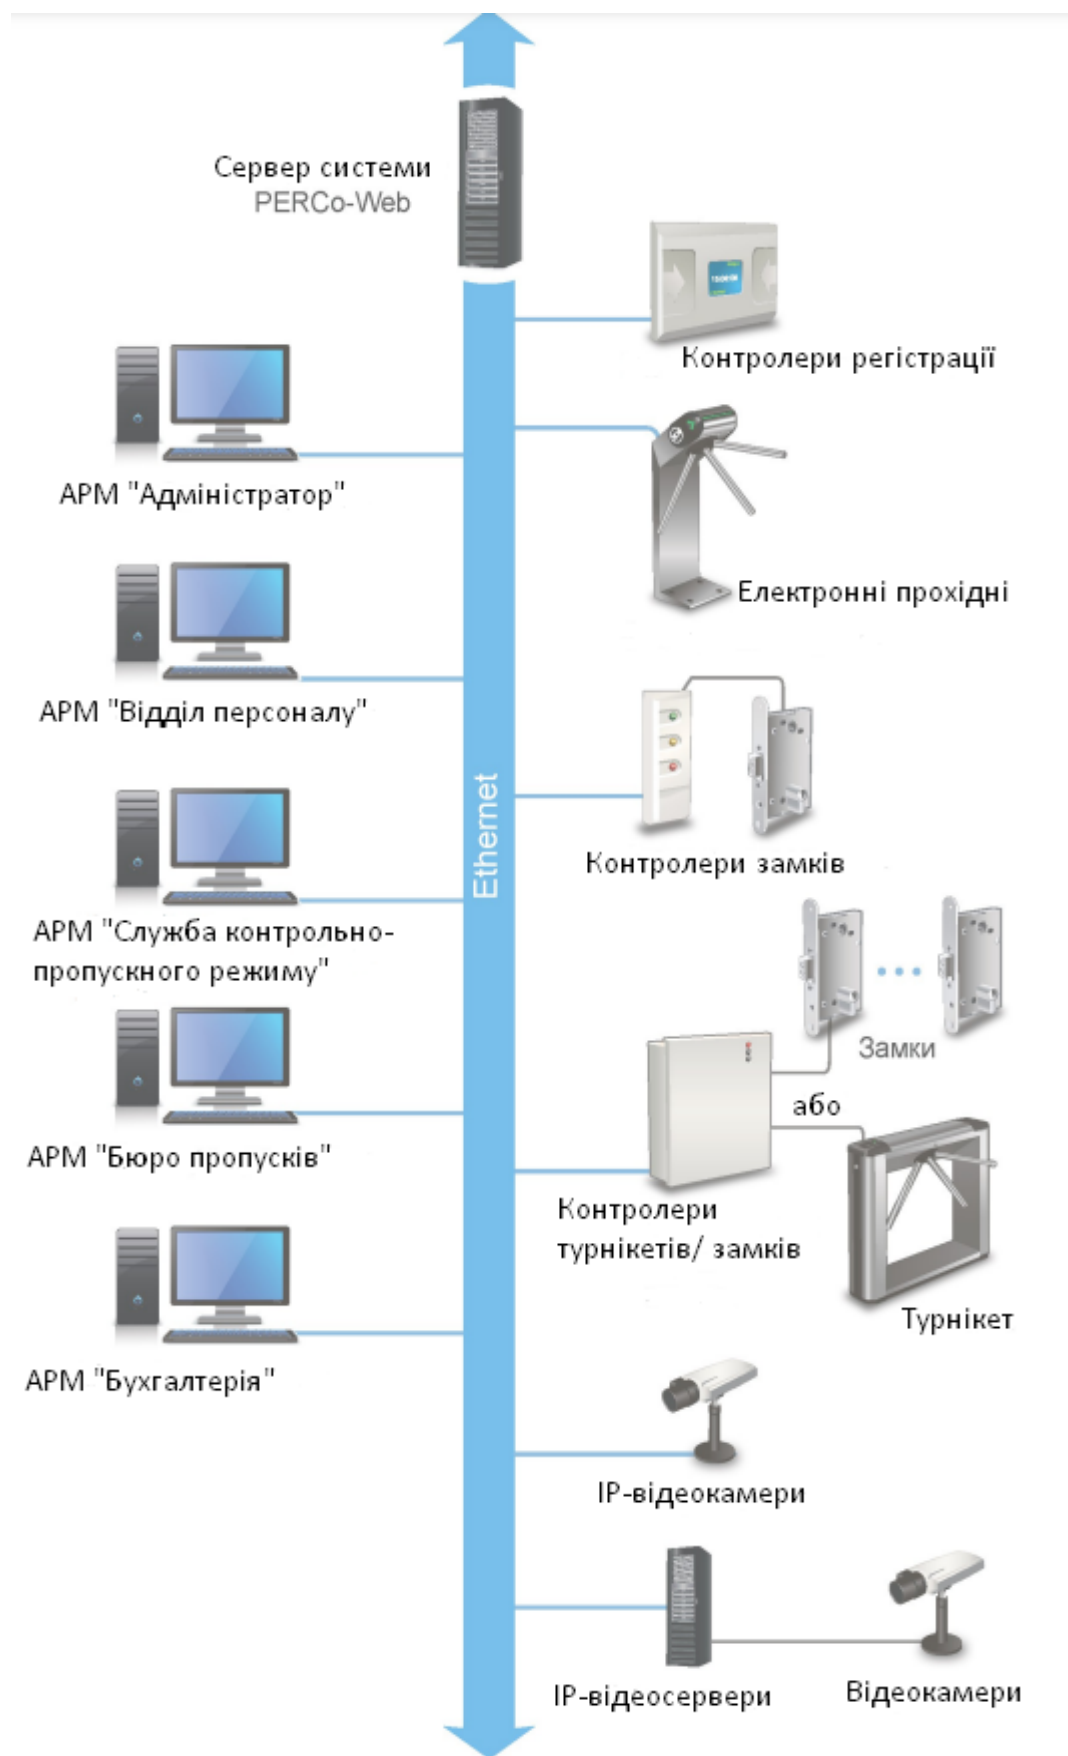 Сервер системи
PERCo-Web
Контролери регістрації
АРМ "Адміністратор"
Електронні прохідні
АРМ "Відділ персоналу"
Ethernet
Контролери замків
АРМ "Служба контрольно-
пропускного режиму"
Замки
або
АРМ "Бюро пропусків"
Контролери
турнікетів/ замків
Турнікет
АРМ "Бухгалтерія"
IP-відеокамери
IP-відеосервери
Відеокамери